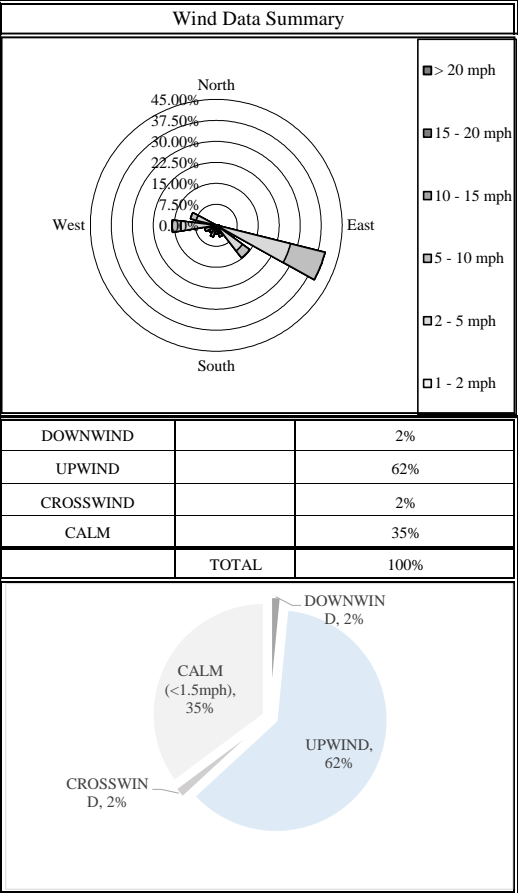 Wind Data Summary
North
45.00%
37.50%
30.00%
22.50%
15.00%
7.50%
West
East
South
> 20 mph
15 - 20 mph
10 - 15 mph
5 - 10 mph
2 - 5 mph
1 - 2 mph
DOWNWIND 2%
UPWIND 62%
CROSSWIND 2%
CALM 35%
TOTAL 100%
DOWNWIN
D, 2%
CALM
(<1.5mph),
35%
UPWIND,
62%
CROSSWIN
D, 2%